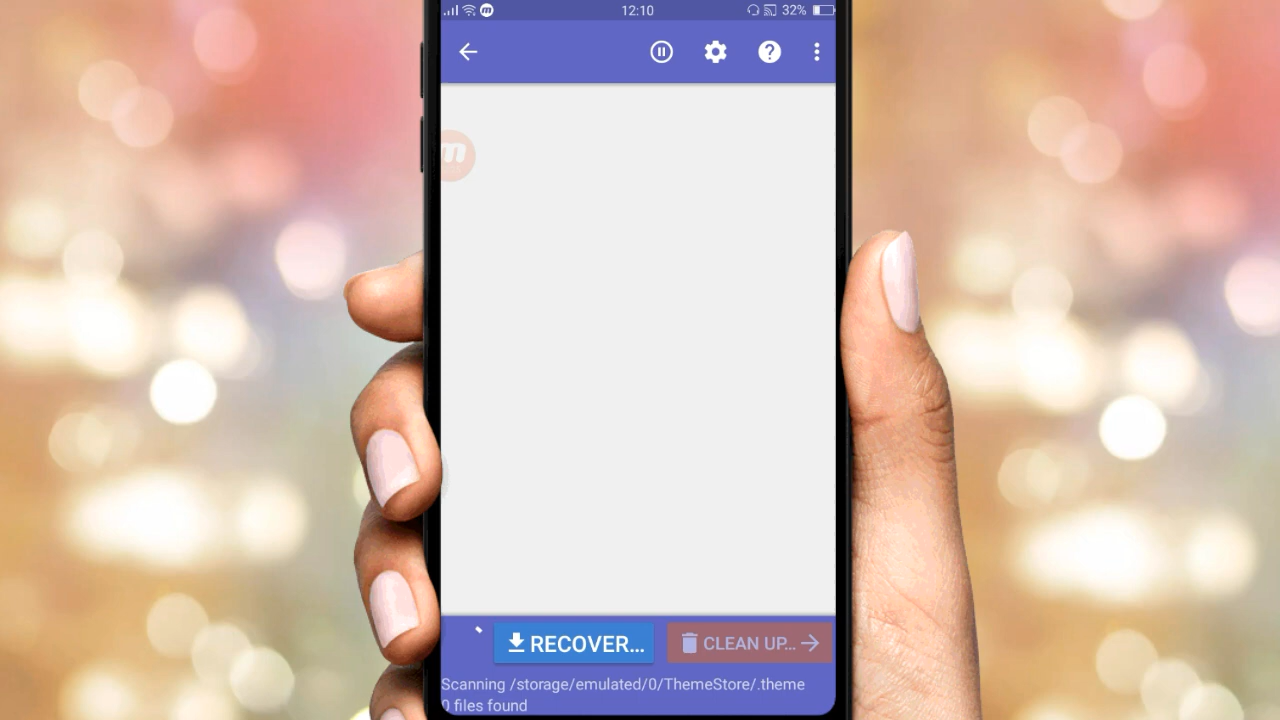 12:10
32%
RECOVER...
CLEAN UP...
Scanning /storage/emulated/0/ThemeStore/.theme
0 files found